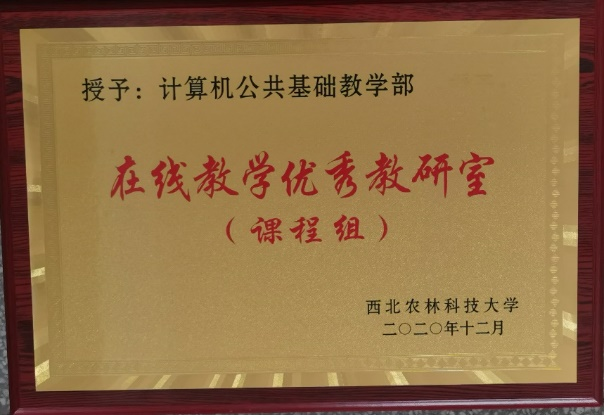 授予：计算机公共基础教学部
在线教学优秀教研室
（课程组）
西北农林科技大学
二〇二〇年十二月